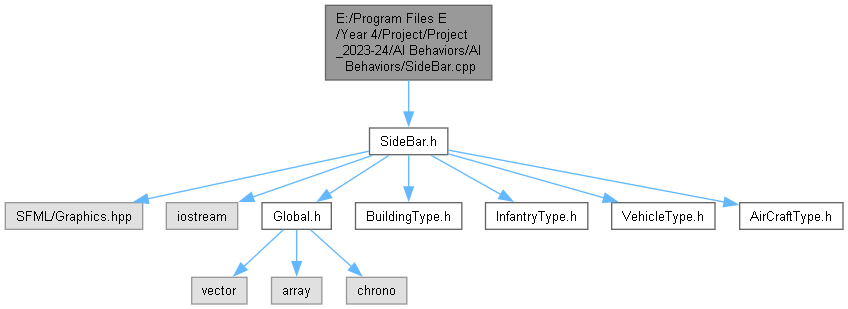 E:/Program Files E
/Year 4/Project/Project
_2023-24/AI Behaviors/AI
_Behaviors/SideBar.cpp
SideBar.h
SFML/Graphics.hpp
iostream
Global.h
BuildingType.h
InfantryType.h
VehicleType.h
AirCraftType.h
vector
array
chrono